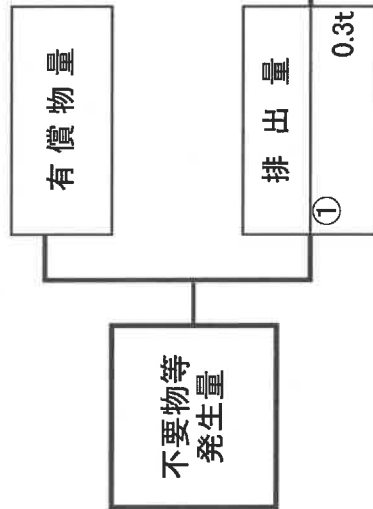 不要物等
発生量
有償物量
排出量
①
0.3t